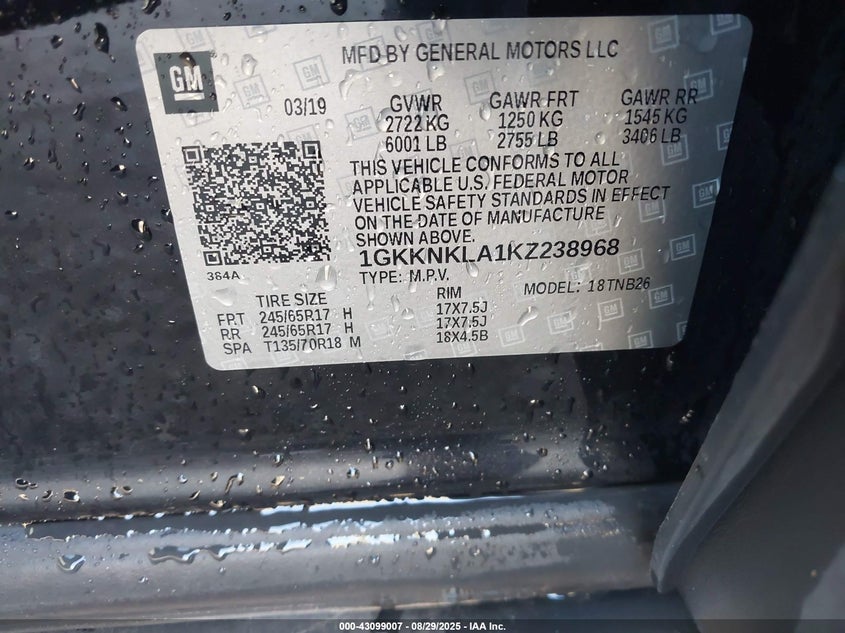 GM
MFD BY GENERAL MOTORS LLC
03/19
GVWR GAWR FRT GAWR RR
2722 KG 1250 KG 1545 KG
6001 LB 2755 LB 3406 LB
THIS VEHICLE CONFORMS TO ALL
APPLICABLE U.S. FEDERAL MOTOR
VEHICLE SAFETY STANDARDS IN EFFECT
ON THE DATE OF MANUFACTURE
SHOWN ABOVE.
1GKKNKLA1KZ238968
364A
TYPE: M.P.V. MODEL: 18TNB26
TIRE SIZE RIM
FRT 245/65R17 H 17X7.5J
RR 245/65R17 H 17X7.5J
SPA T135/70R18 M 18X4.5B
000-43099007 - 08/29/2025 - IAA Inc.